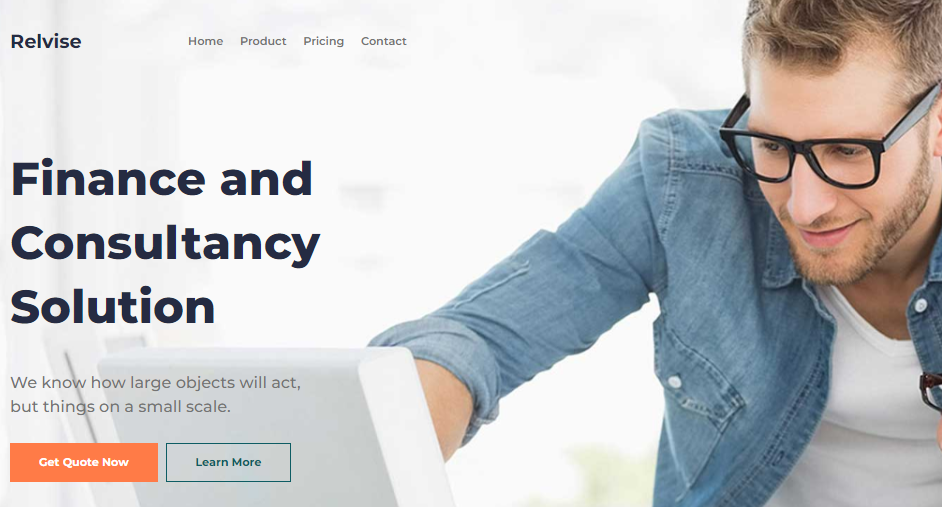 Relvise
Home Product Pricing Contact
Finance and
Consultancy
Solution
We know how large objects will act,
but things on a small scale.
Get Quote Now Learn More